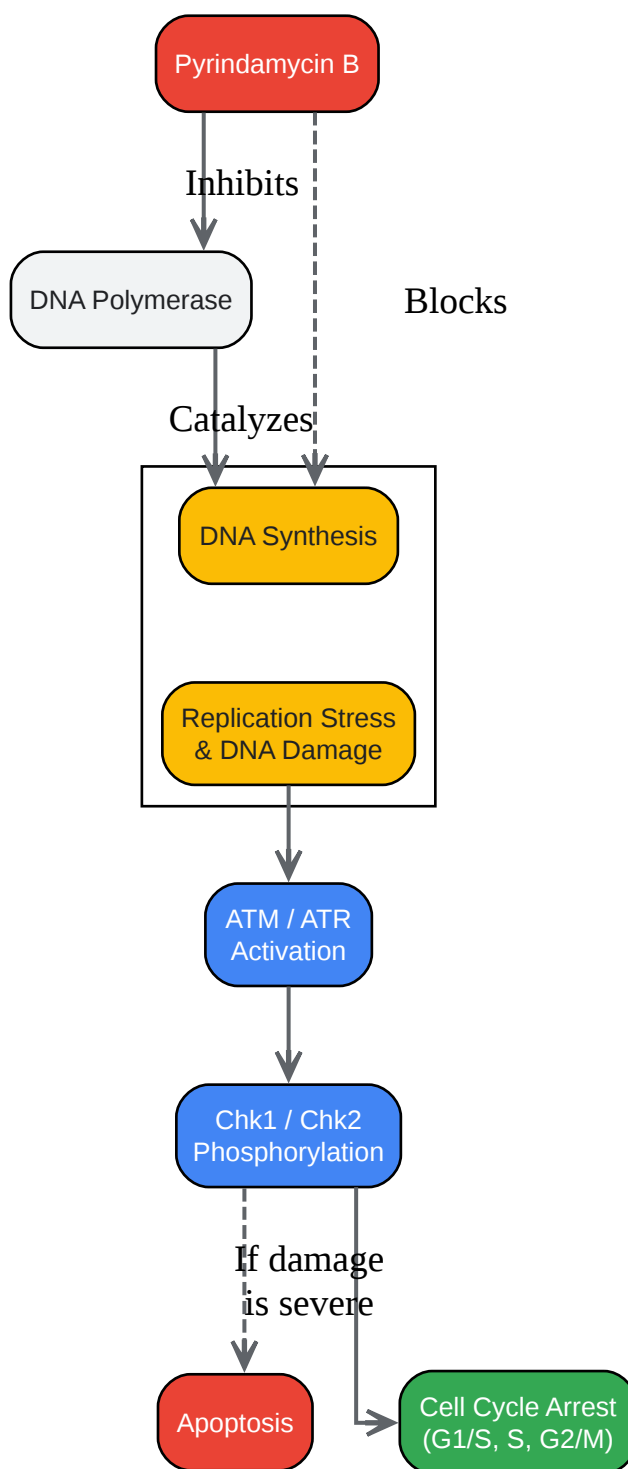 Pyrindamycin B
Inhibits
DNA Polymerase
Blocks
Catalyzes
DNA Synthesis
Replication Stress
& DNA Damage
ATM / ATR
Activation
Chk1 / Chk2
Phosphorylation
If damage
is severe
Apoptosis
Cell Cycle Arrest
(G1/S, S, G2/M)